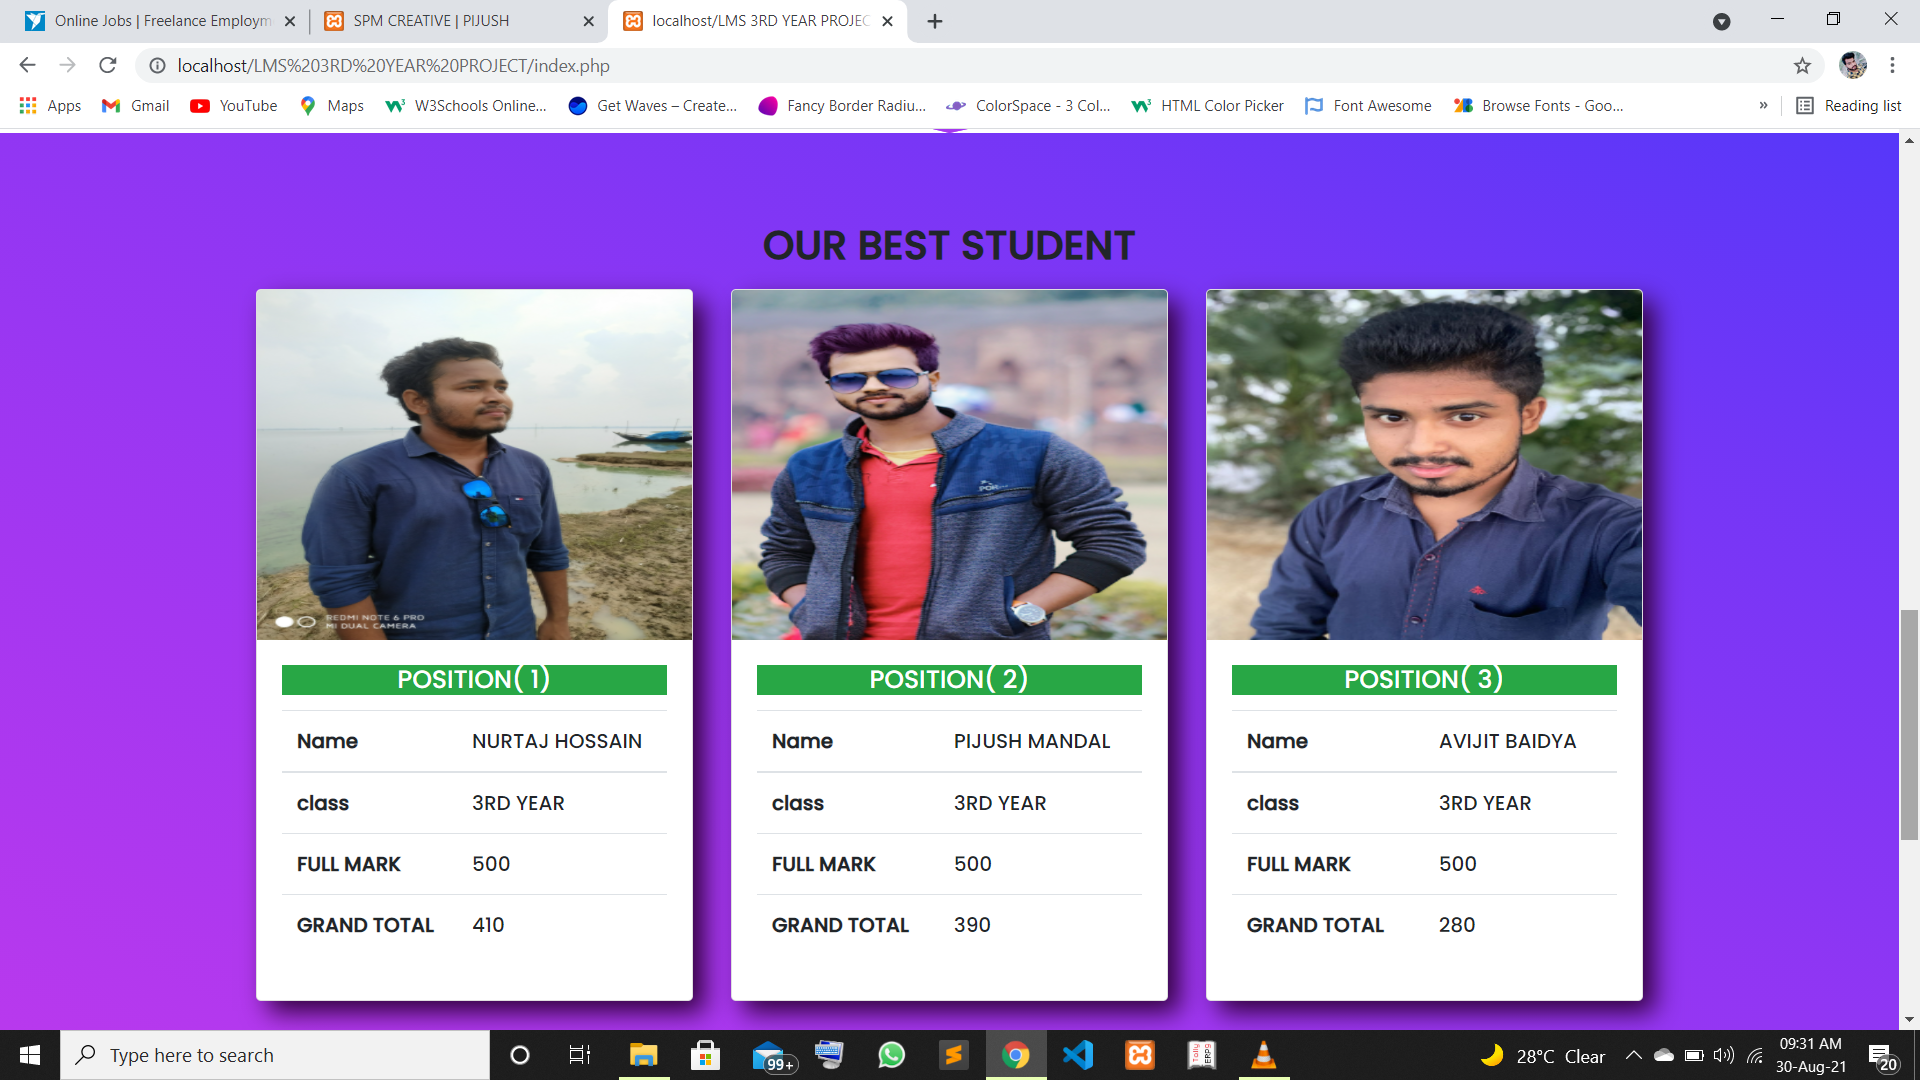 Online Jobs | Freelance Employm
SPM CREATIVE | PIJUSH
localhost/LMS 3RD YEAR PROJEC
localhost/LMS%203RD%20YEAR%20PROJECT/index.php
Apps
Gmail
YouTube
Maps
W3Schools Online...
Get Waves – Create...
Fancy Border Radiu...
ColorSpace - 3 Col...
HTML Color Picker
Font Awesome
Browse Fonts - Goo...
»
Reading list
OUR BEST STUDENT
REDMI NOTE 6 PRO
MI DUAL CAMERA
POSITION( 1)
Name NURTAJ HOSSAIN
class 3RD YEAR
FULL MARK 500
GRAND TOTAL 410
POSITION( 2)
Name PIJUSH MANDAL
class 3RD YEAR
FULL MARK 500
GRAND TOTAL 390
POSITION( 3)
Name AVIJIT BAIDYA
class 3RD YEAR
FULL MARK 500
GRAND TOTAL 280
Type here to search
99+
Tally
ERP9
28°C Clear
09:31 AM
30-Aug-21
20